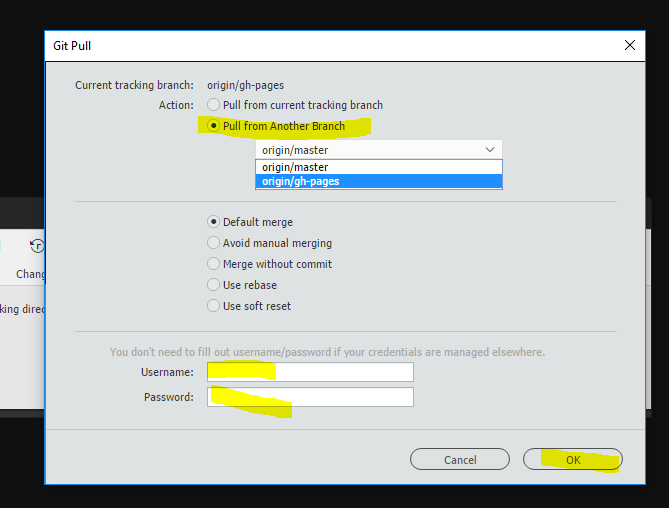 Git Pull
Current tracking branch: origin/gh-pages
Action: Pull from current tracking branch
Pull from Another Branch
origin/master
origin/master
origin/gh-pages
Default merge
r
Avoid manual merging
Chang
Merge without commit
Use rebase
king direc
Use soft reset
You don't need to fill out username/password if your credentials are managed elsewhere.
Username:
Password:
Cancel OK